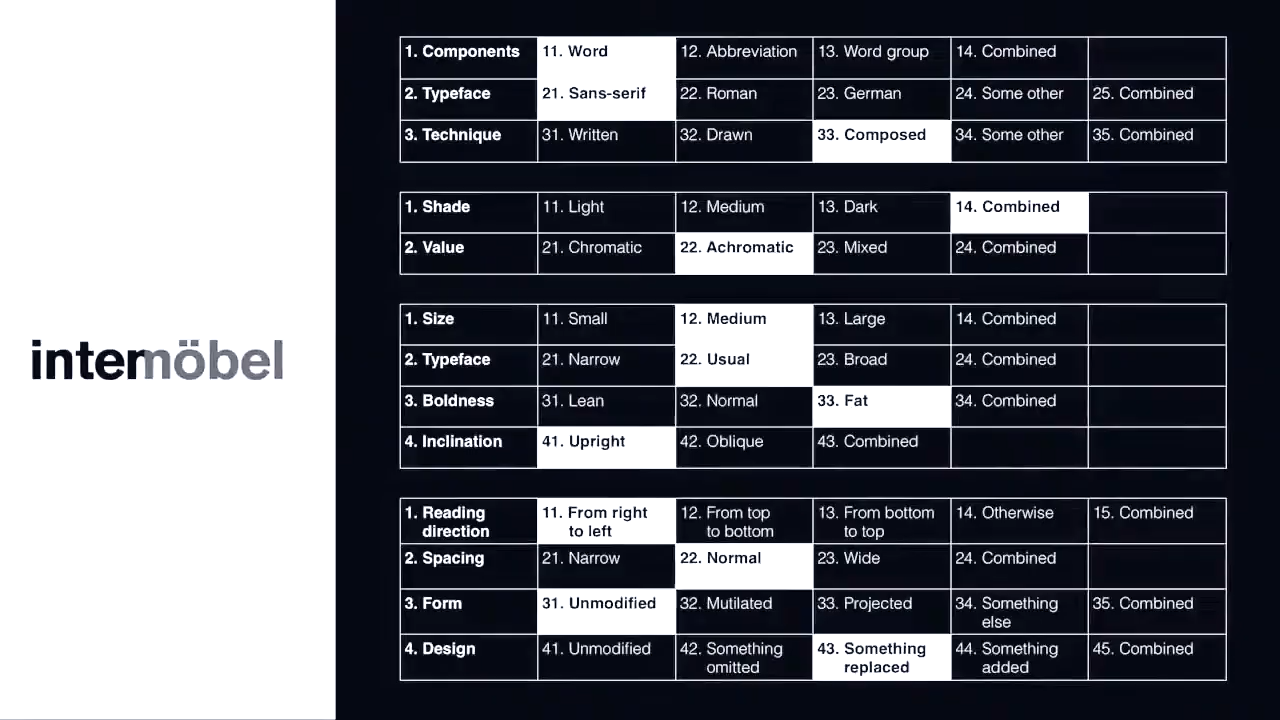 intermöbel
1. Components 11. Word 12. Abbreviation 13. Word group 14. Combined
2. Typeface 21. Sans-serif 22. Roman 23. German 24. Some other 25. Combined
3. Technique 31. Written 32. Drawn 33. Composed 34. Some other 35. Combined
1. Shade 11. Light 12. Medium 13. Dark 14. Combined
2. Value 21. Chromatic 22. Achromatic 23. Mixed 24. Combined
1. Size 11. Small 12. Medium 13. Large 14. Combined
2. Typeface 21. Narrow 22. Usual 23. Broad 24. Combined
3. Boldness 31. Lean 32. Normal 33. Fat 34. Combined
4. Inclination 41. Upright 42. Oblique 43. Combined
1. Reading 11. From right 12. From top 13. From bottom 14. Otherwise 15. Combined
direction to left to bottom to top
2. Spacing 21. Narrow 22. Normal 23. Wide 24. Combined
3. Form 31. Unmodified 32. Mutilated 33. Projected 34. Something 35. Combined
else
4. Design 41. Unmodified 42. Something 43. Something 44. Something 45. Combined
omitted replaced added